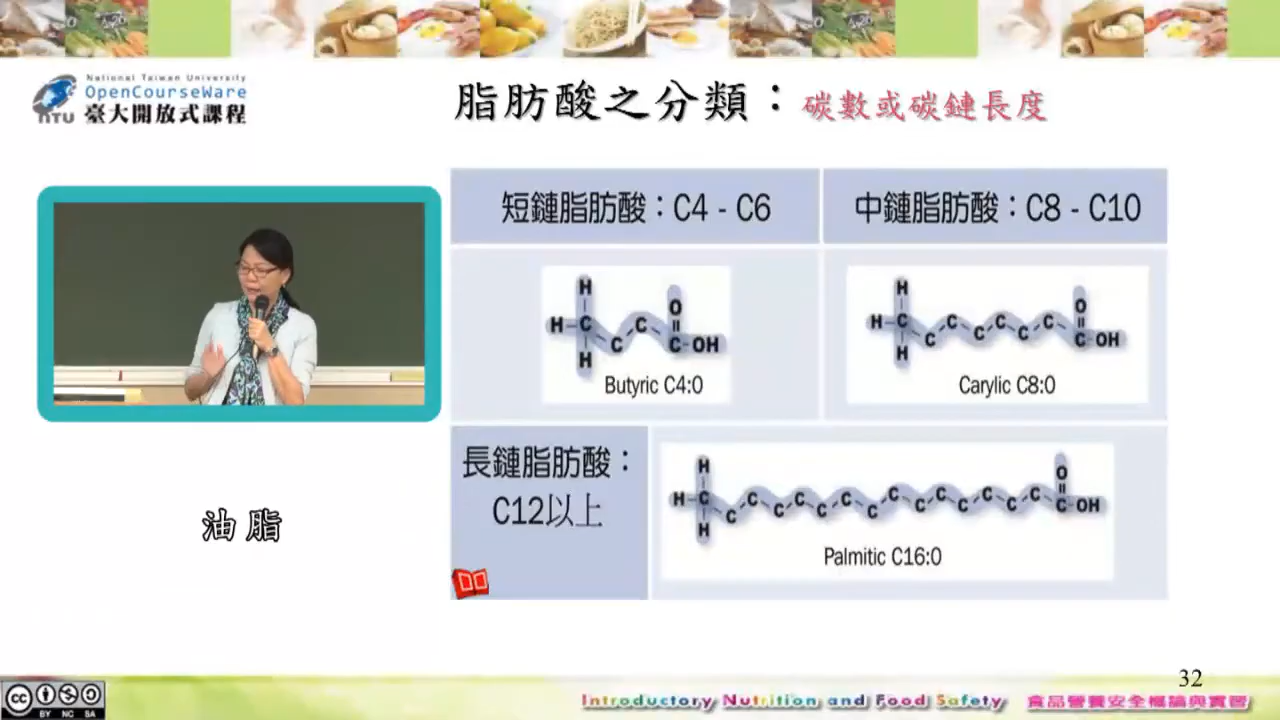 National Taiwan University
OpenCourseWare
NTU 臺大開放式課程
脂肪酸之分類：碳數或碳鏈長度
短鏈脂肪酸：C4 - C6
中鏈脂肪酸：C8 - C10
H
O
H C C C C OH
H
Butyric C4:0
H
O
H C C C C C C C C OH
H
Carylic C8:0
長鏈脂肪酸：
C12以上
H
O
H C C C C C C C C C C C C C C C C OH
H
Palmitic C16:0
油脂
32
CC BY NC SA
Introductory Nutrition and Food Safety 食品營養安全概論與實習